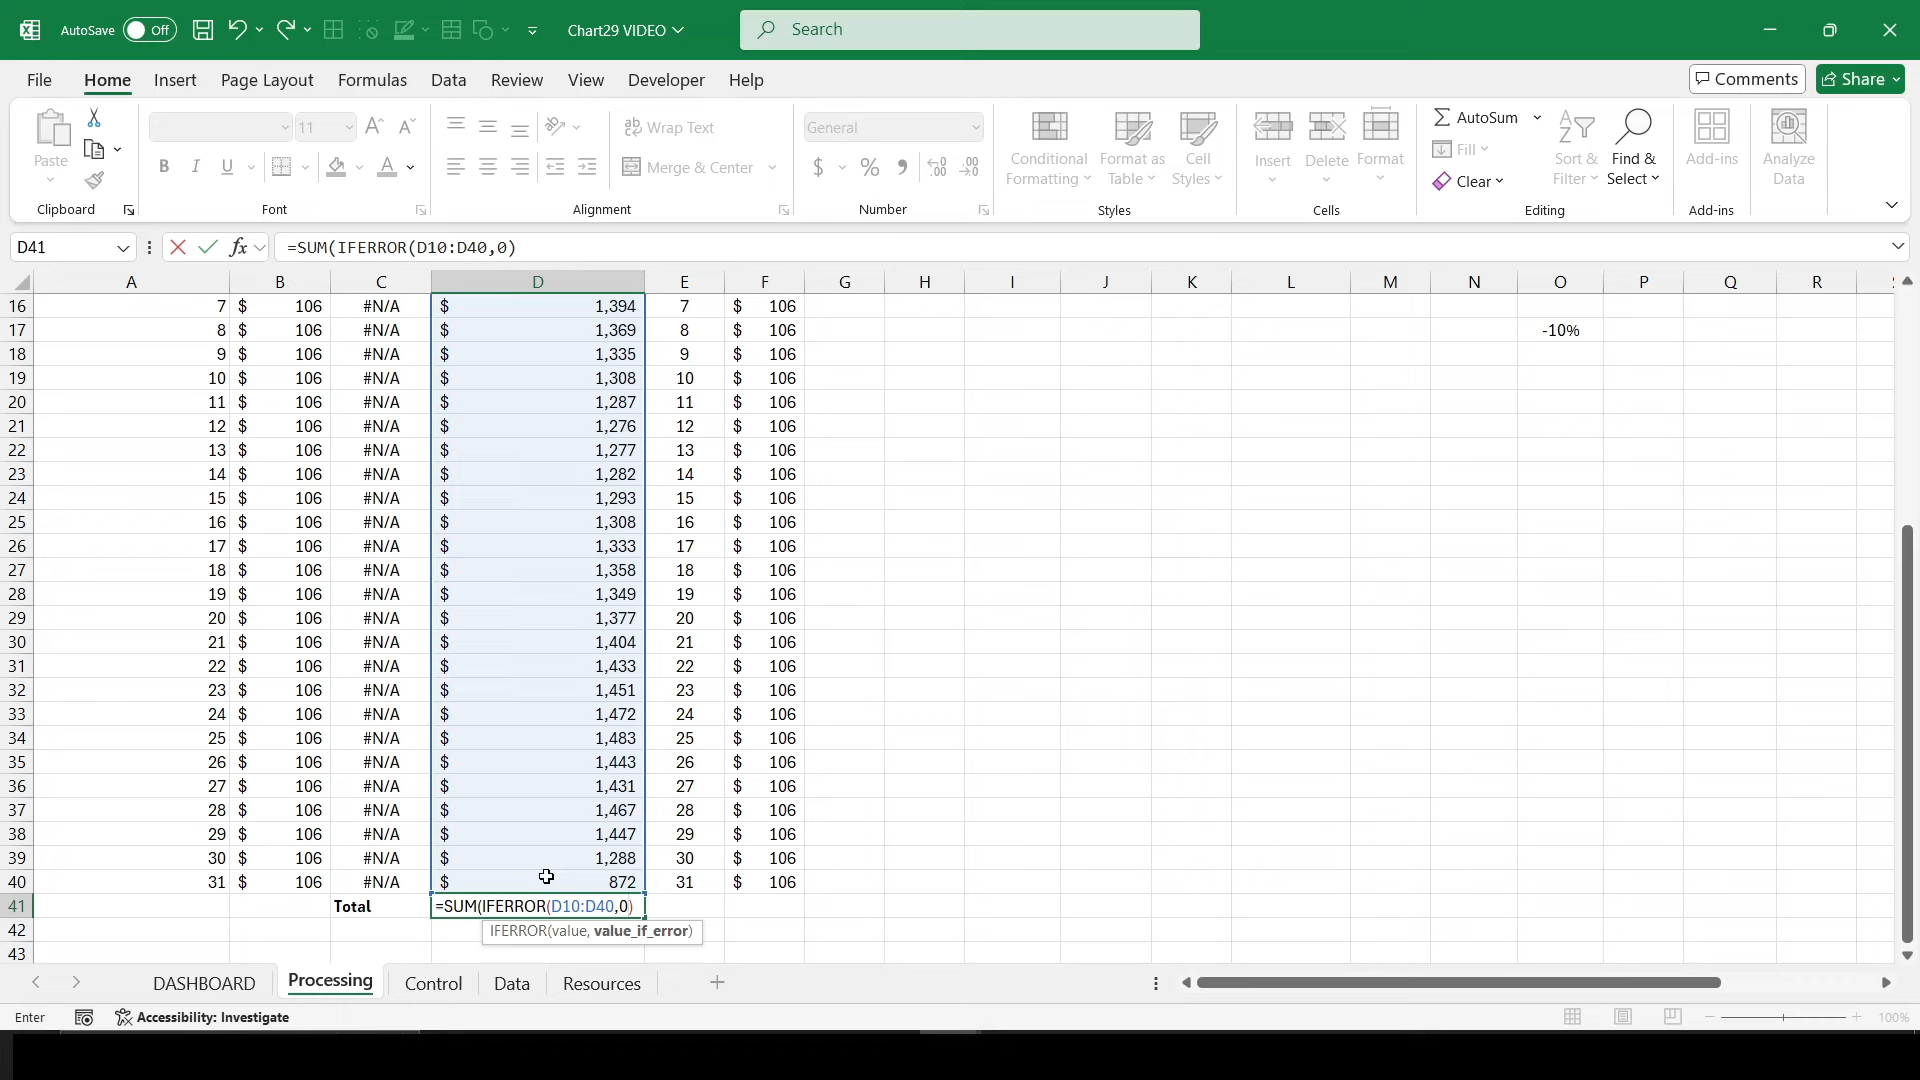 AutoSave Off Chart29 VIDEO Search
File Home Insert Page Layout Formulas Data Review View Developer Help Comments Share
Paste 11 Wrap Text General Conditional Formatting Format as Table Cell Styles Insert Delete Format AutoSum Sort & Filter Find & Select Add-ins Analyze Data
B I U Merge & Center $ % Fill
Clear
Clipboard Font Alignment Number Styles Cells Editing Add-ins
D41 fx =SUM(IFERROR(D10:D40,0)
A B C D E F G H I J K L M N O P Q R
16 7 $ 106 #N/A $ 1,394 7 $ 106
17 8 $ 106 #N/A $ 1,369 8 $ 106 -10%
18 9 $ 106 #N/A $ 1,335 9 $ 106
19 10 $ 106 #N/A $ 1,308 10 $ 106
20 11 $ 106 #N/A $ 1,287 11 $ 106
21 12 $ 106 #N/A $ 1,276 12 $ 106
22 13 $ 106 #N/A $ 1,277 13 $ 106
23 14 $ 106 #N/A $ 1,282 14 $ 106
24 15 $ 106 #N/A $ 1,293 15 $ 106
25 16 $ 106 #N/A $ 1,308 16 $ 106
26 17 $ 106 #N/A $ 1,333 17 $ 106
27 18 $ 106 #N/A $ 1,358 18 $ 106
28 19 $ 106 #N/A $ 1,349 19 $ 106
29 20 $ 106 #N/A $ 1,377 20 $ 106
30 21 $ 106 #N/A $ 1,404 21 $ 106
31 22 $ 106 #N/A $ 1,433 22 $ 106
32 23 $ 106 #N/A $ 1,451 23 $ 106
33 24 $ 106 #N/A $ 1,472 24 $ 106
34 25 $ 106 #N/A $ 1,483 25 $ 106
35 26 $ 106 #N/A $ 1,443 26 $ 106
36 27 $ 106 #N/A $ 1,431 27 $ 106
37 28 $ 106 #N/A $ 1,467 28 $ 106
38 29 $ 106 #N/A $ 1,447 29 $ 106
39 30 $ 106 #N/A $ 1,288 30 $ 106
40 31 $ 106 #N/A $ 872 31 $ 106
41 Total =SUM(IFERROR(D10:D40,0)
42 IFERROR(value, value_if_error)
43
DASHBOARD Processing Control Data Resources
Enter Accessibility: Investigate 100%